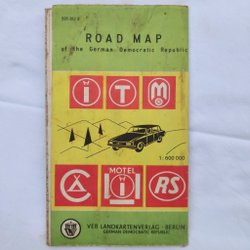 ROAD MAP
of the German Democratic Republic
i T M
1:600 000
MOTEL
RS
VEB LANDKARTENVERLAG · BERLIN
GERMAN DEMOCRATIC REPUBLIC